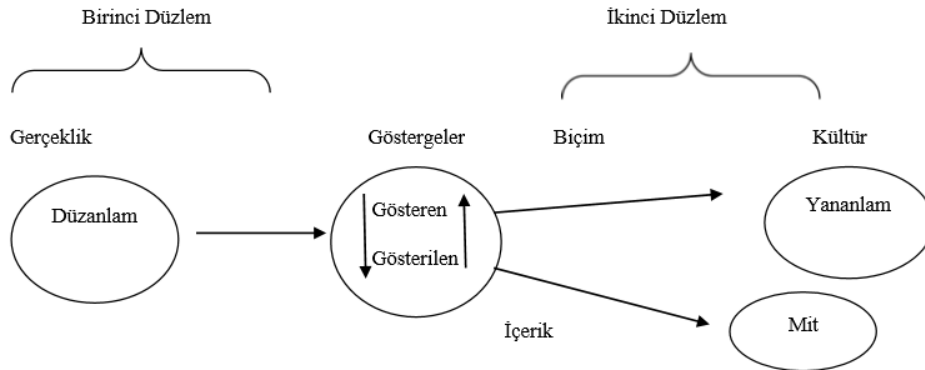 Birinci Düzlem
İkinci Düzlem
Gerçeklik
Göstergeler
Biçim
Kültür
Düzanlam
Gösteren
Gösterilen
Yananlam
Mit
İçerik